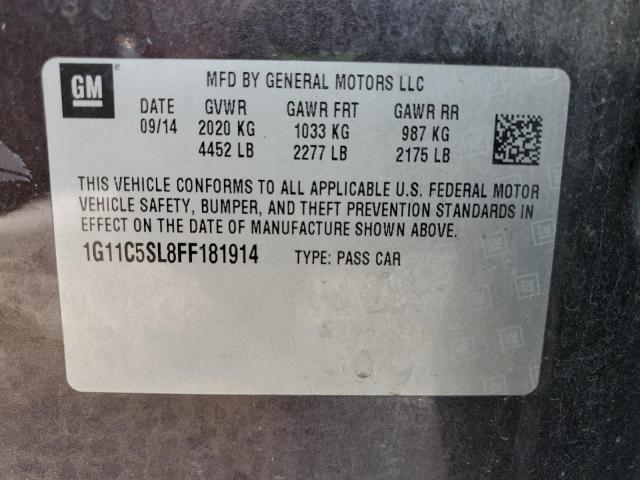 GM
MFD BY GENERAL MOTORS LLC
DATE GVWR GAWR FRT GAWR RR
09/14 2020 KG 1033 KG 987 KG
4452 LB 2277 LB 2175 LB
THIS VEHICLE CONFORMS TO ALL APPLICABLE U.S. FEDERAL MOTOR
VEHICLE SAFETY, BUMPER, AND THEFT PREVENTION STANDARDS IN
EFFECT ON THE DATE OF MANUFACTURE SHOWN ABOVE.
1G11C5SL8FF181914 TYPE: PASS CAR